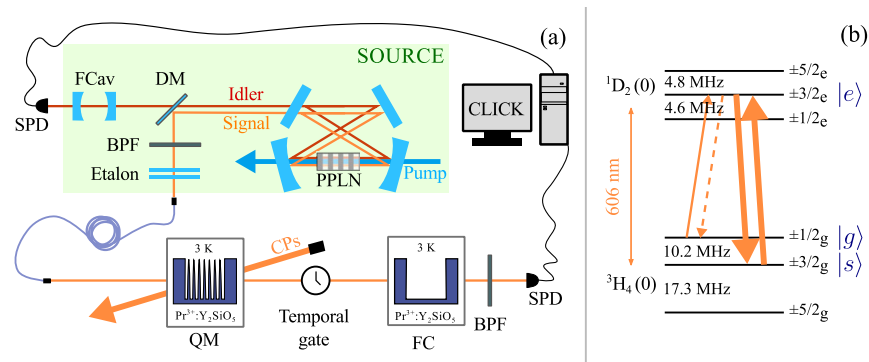 (a)
SOURCE
FCav
DM
Idler
Signal
SPD
BPF
Etalon
PPLN
Pump
CLICK
3 K
CPs
3 K
Pr³⁺:Y₂SiO₅
QM
Temporal
gate
Pr³⁺:Y₂SiO₅
FC
BPF
SPD
(b)
¹D₂(0)
±5/2e
4.8 MHz
±3/2e |e⟩
4.6 MHz
±1/2e
606 nm
±1/2g |g⟩
10.2 MHz
±3/2g |s⟩
³H₄(0)
17.3 MHz
±5/2g